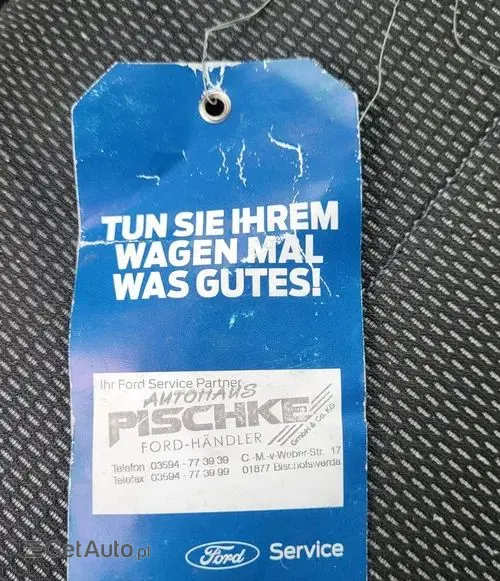 TUN SIE IHREM
WAGEN MAL
WAS GUTES!
Ihr Ford Service Partner
AUTOHAUS
PISCHKE
GmbH & Co. KG
FORD-HÄNDLER
Telefon 03594 - 77 39 39 C.-M.-v-Weber-Str. 17
Telefax 03594 - 77 39 99 01877 Bischofswerda
Ford Service
GetAuto.pl